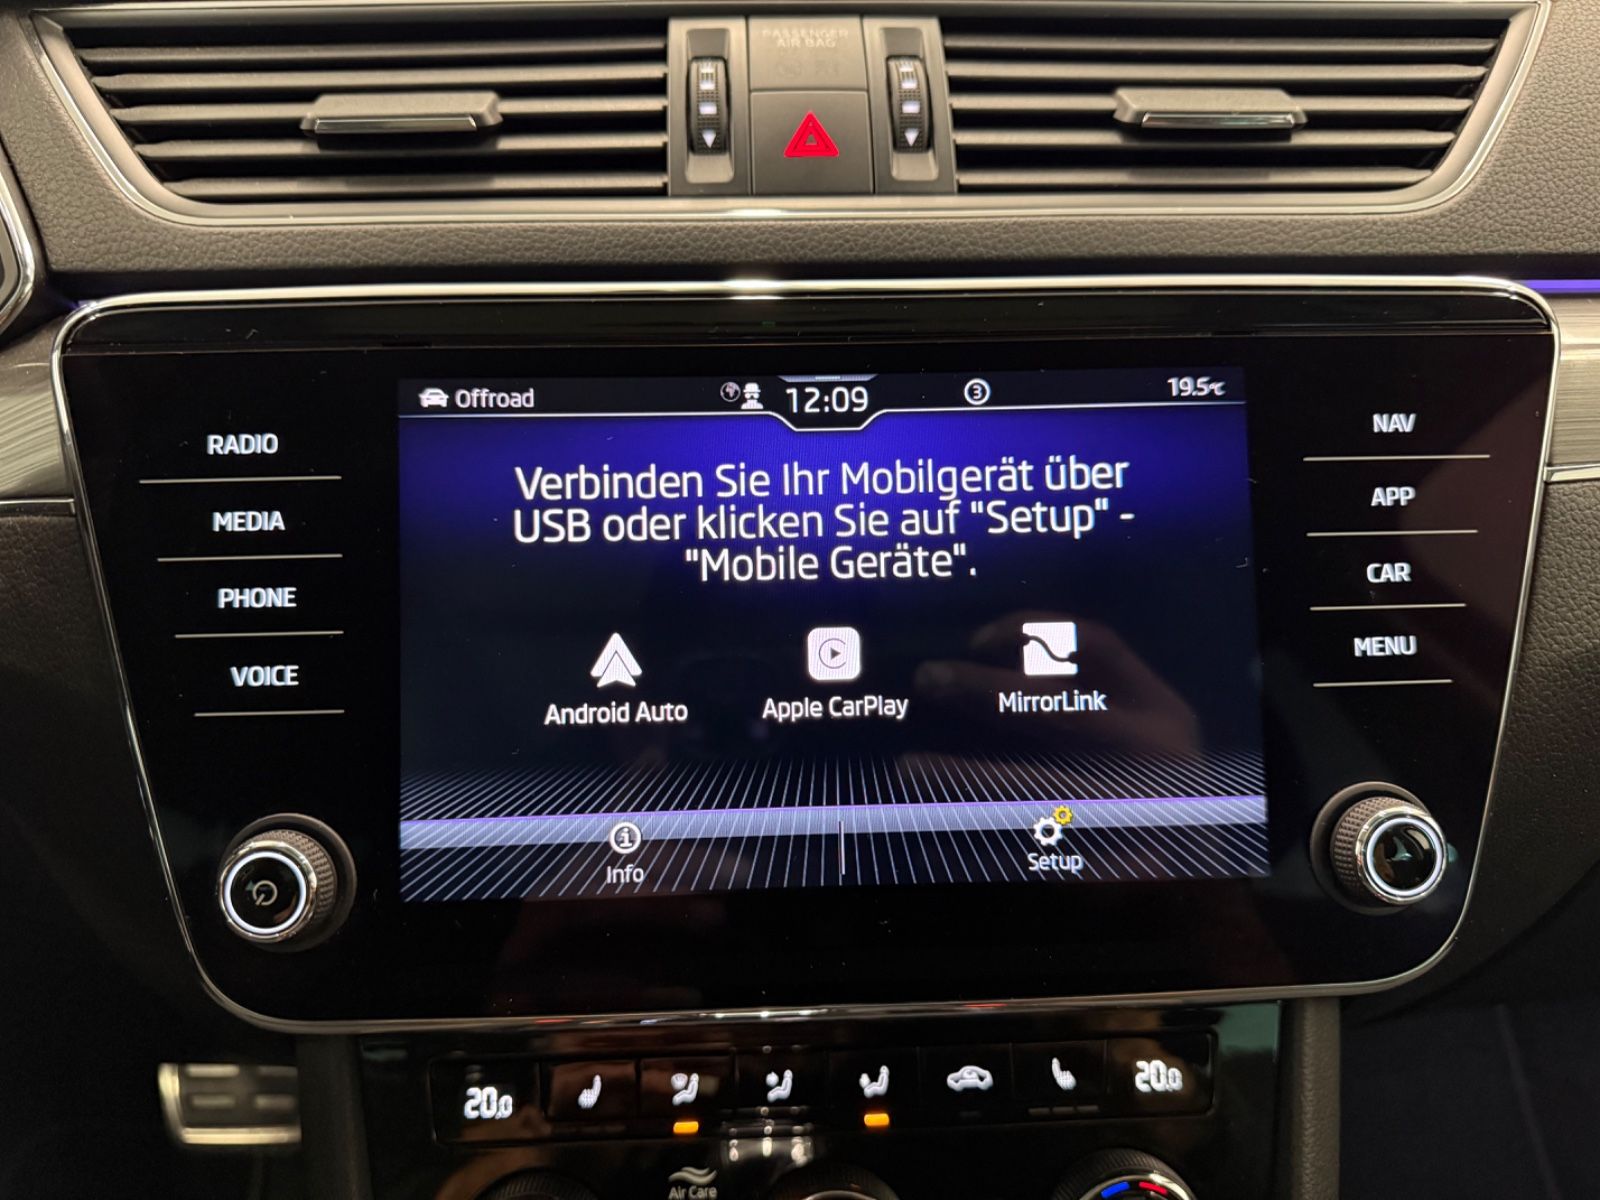 PASSENGER
AIR BAG
Offroad
12:09
3
19.5°C
RADIO
MEDIA
PHONE
VOICE
NAV
APP
CAR
MENU
Verbinden Sie Ihr Mobilgerät über
USB oder klicken Sie auf "Setup" -
"Mobile Geräte".
Android Auto
Apple CarPlay
MirrorLink
Info
Setup
20.0
20.0
Air Care